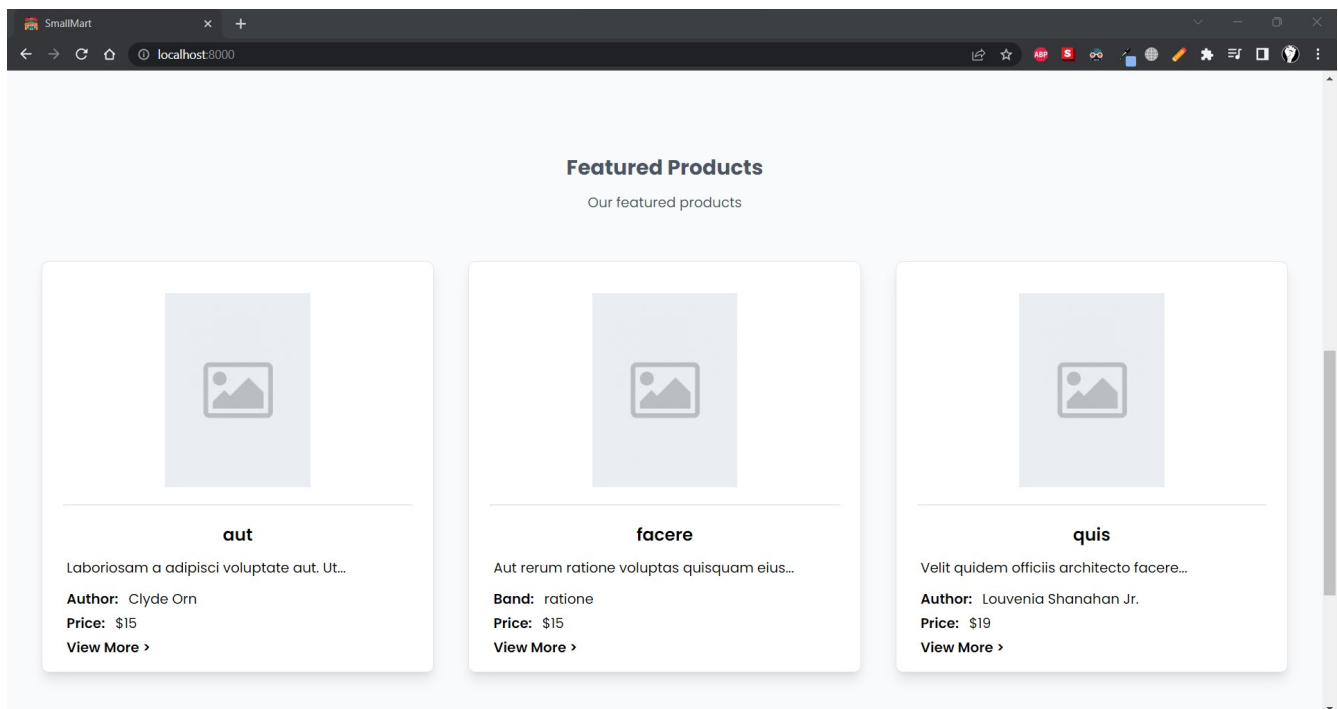 SmallMart
localhost:8000
ABP
S
Featured Products
Our featured products
aut
Laboriosam a adipisci voluptate aut. Ut...
Author: Clyde Orn
Price: $15
View More >
facere
Aut rerum ratione voluptas quisquam eius...
Band: ratione
Price: $15
View More >
quis
Velit quidem officiis architecto facere...
Author: Louvenia Shanahan Jr.
Price: $19
View More >